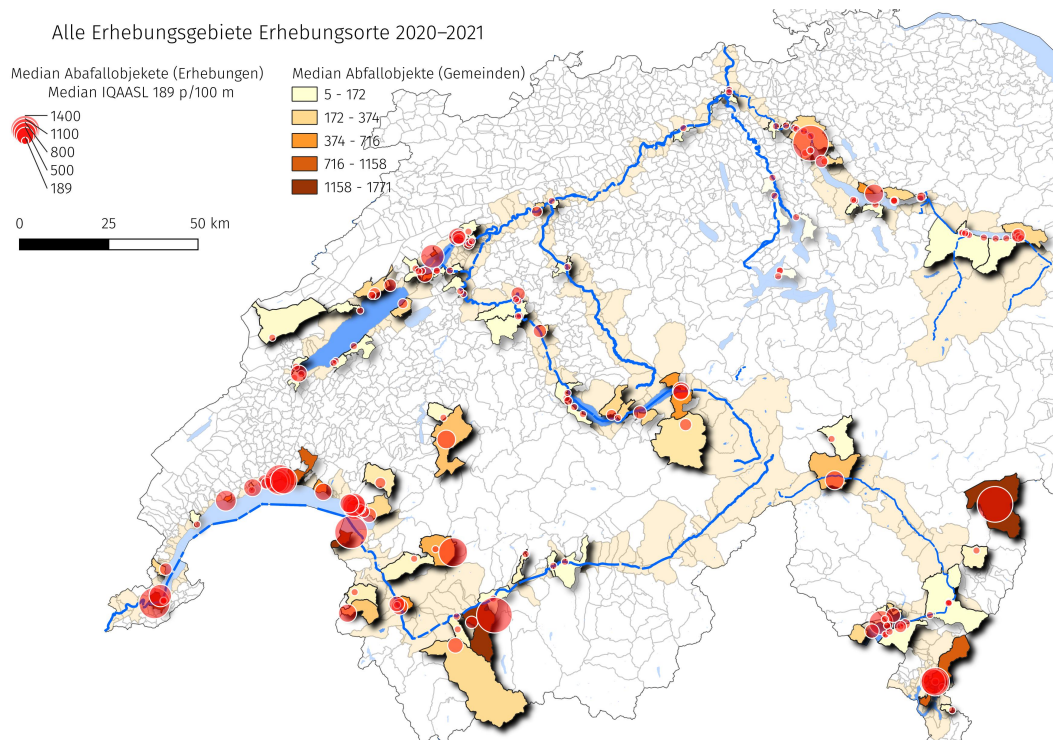 Alle Erhebungsgebiete Erhebungsorte 2020–2021
Median Abafallobjekete (Erhebungen)
Median IQAASL 189 p/100 m
1400
1100
800
500
189
0 25 50 km
Median Abfallobjekte (Gemeinden)
5 - 172
172 - 374
374 - 716
716 - 1158
1158 - 1771